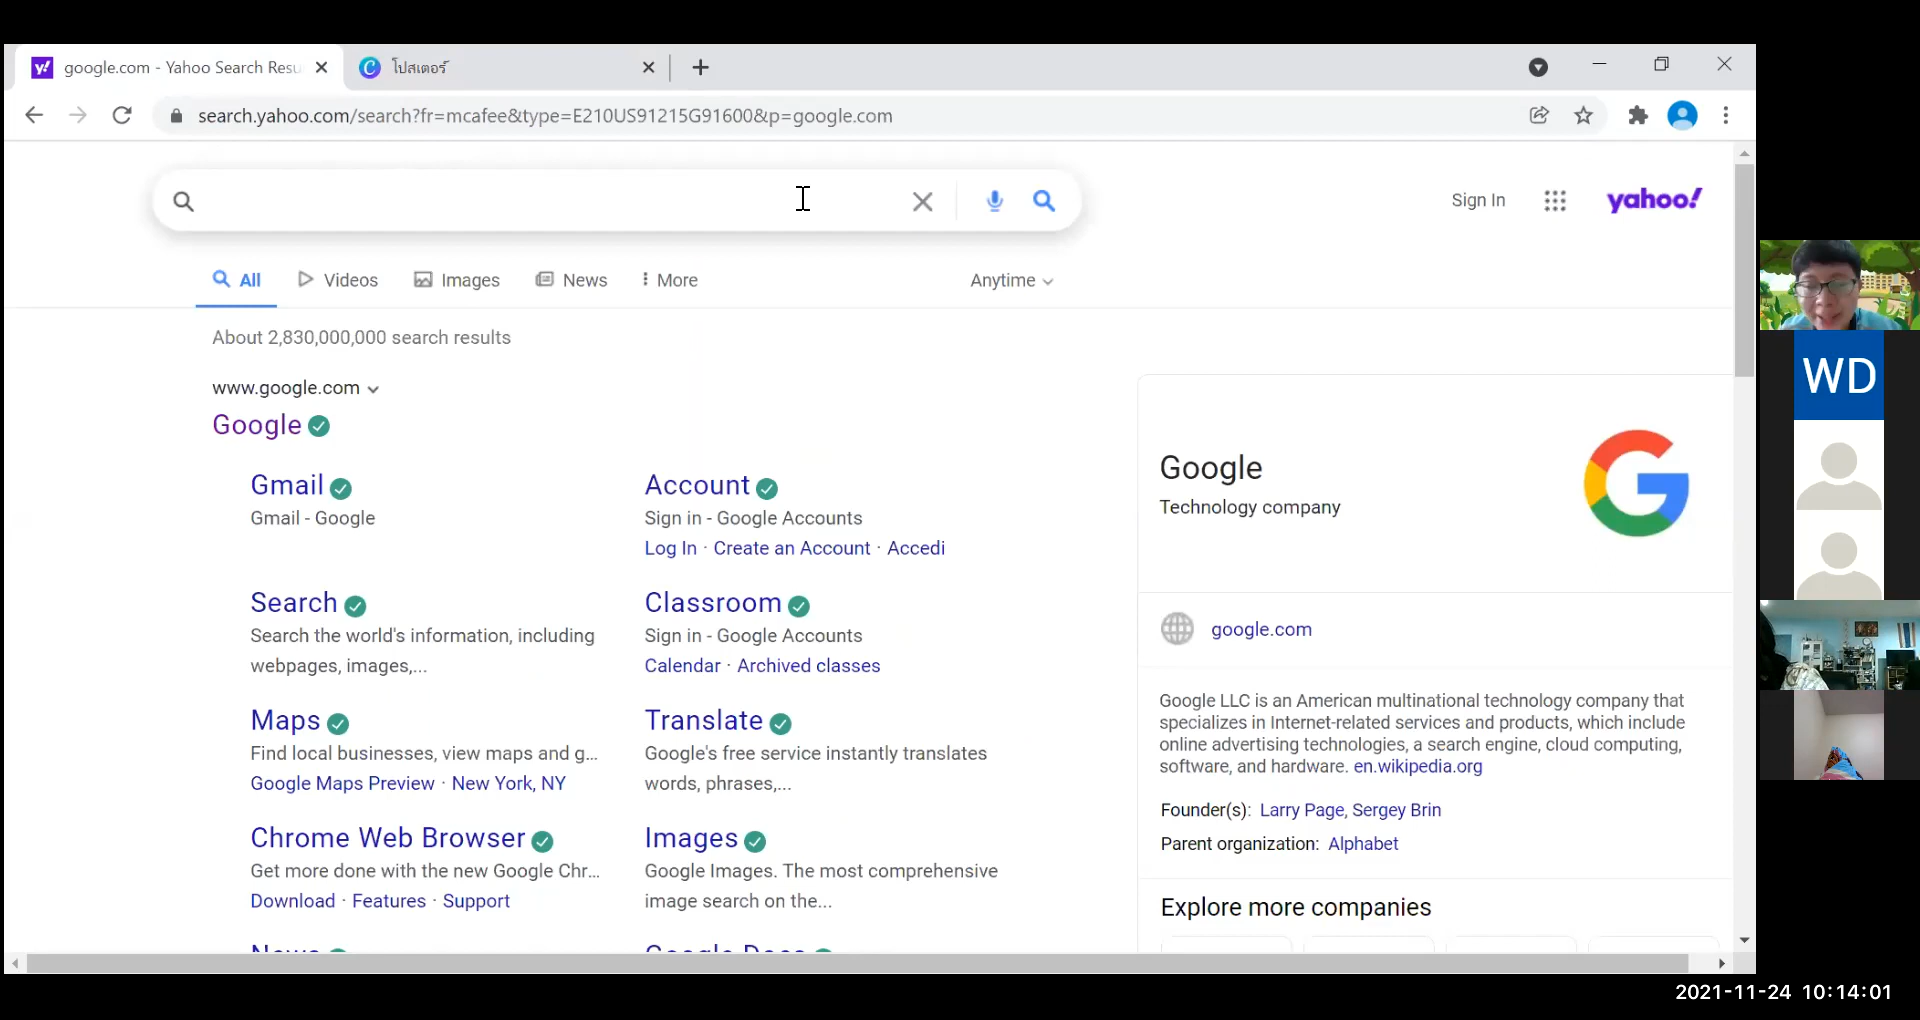 google.com - Yahoo Search Resu
โปสเตอร์
search.yahoo.com/search?fr=mcafee&type=E210US91215G91600&p=google.com
Sign In
yahoo!
All
Videos
Images
News
More
Anytime
About 2,830,000,000 search results
www.google.com
Google
Gmail
Gmail - Google
Account
Sign in - Google Accounts
Log In · Create an Account · Accedi
Search
Search the world's information, including
webpages, images,...
Classroom
Sign in - Google Accounts
Calendar · Archived classes
Maps
Find local businesses, view maps and g...
Google Maps Preview · New York, NY
Translate
Google's free service instantly translates
words, phrases,...
Chrome Web Browser
Get more done with the new Google Chr...
Download · Features · Support
Images
Google Images. The most comprehensive
image search on the...
News
Google Docs
Google
Technology company
google.com
Google LLC is an American multinational technology company that
specializes in Internet-related services and products, which include
online advertising technologies, a search engine, cloud computing,
software, and hardware. en.wikipedia.org
Founder(s): Larry Page, Sergey Brin
Parent organization: Alphabet
Explore more companies
WD
2021-11-24 10:14:01